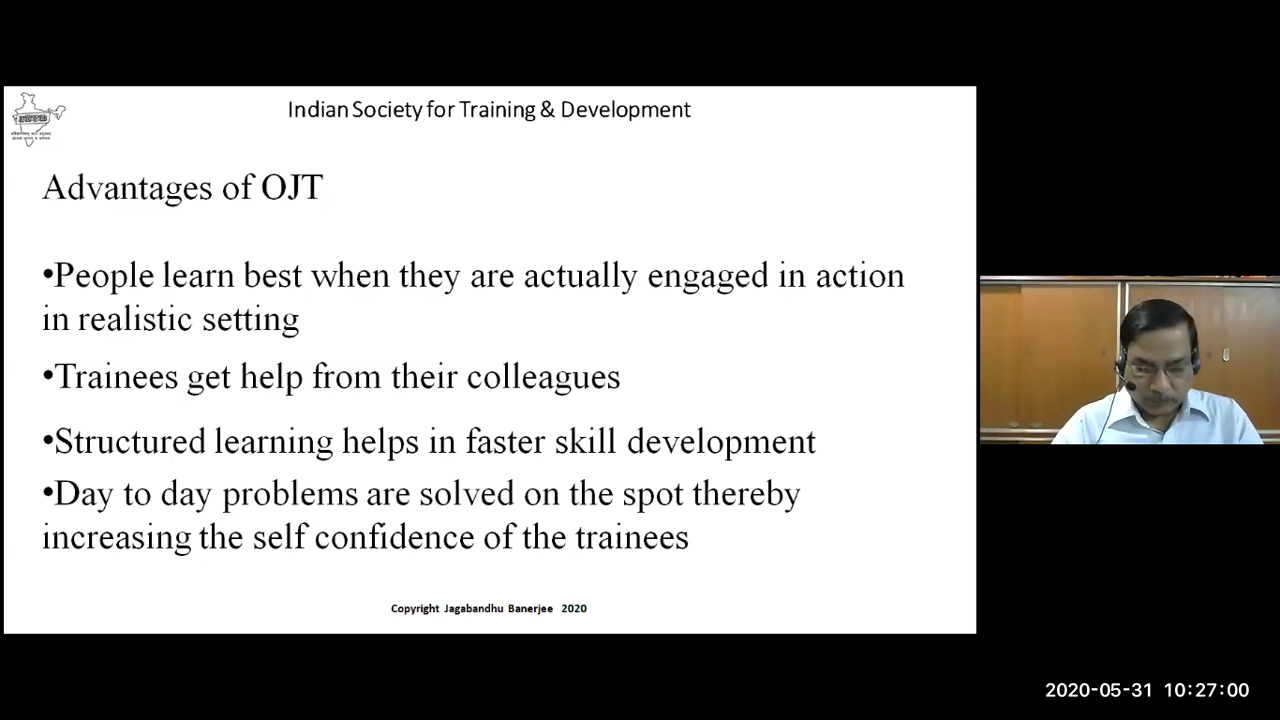 Indian Society for Training & Development
Advantages of OJT
•People learn best when they are actually engaged in action
in realistic setting
•Trainees get help from their colleagues
•Structured learning helps in faster skill development
•Day to day problems are solved on the spot thereby
increasing the self confidence of the trainees
Copyright Jagabandhu Banerjee 2020
2020-05-31 10:27:00